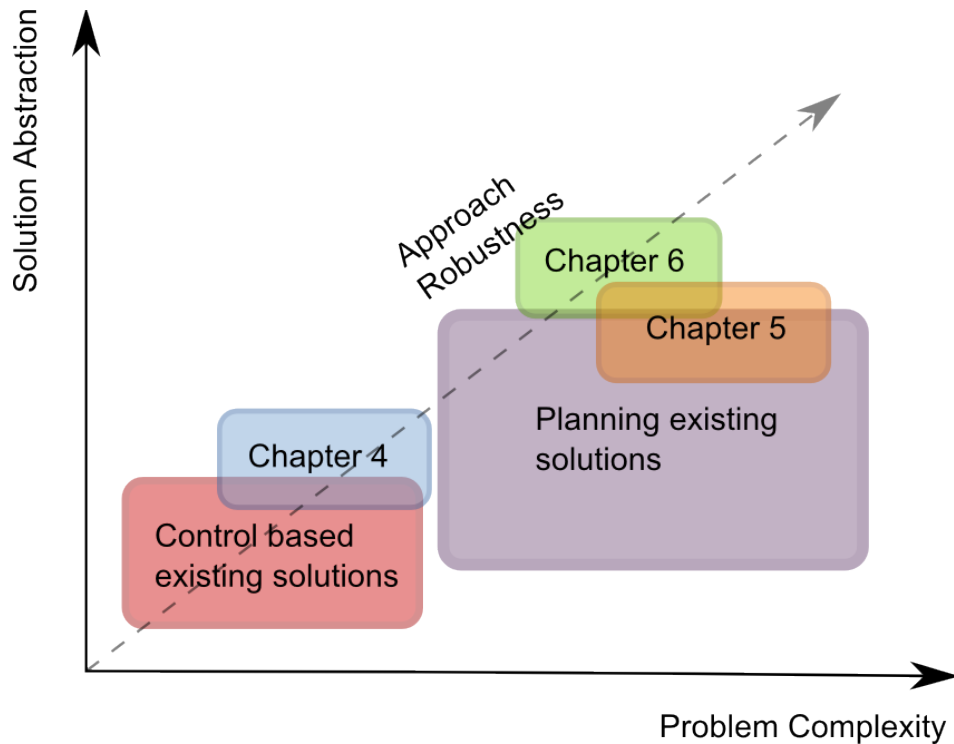 Solution Abstraction
Approach
Robustness
Chapter 6
Chapter 5
Planning existing
solutions
Chapter 4
Control based
existing solutions
Problem Complexity